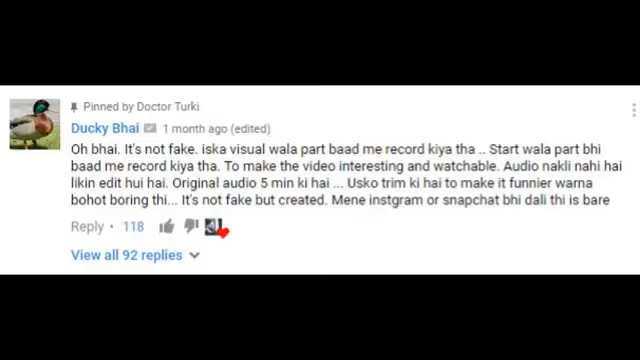 Pinned by Doctor Turki
Ducky Bhai 1 month ago (edited)
Oh bhai. It's not fake. iska visual wala part baad me record kiya tha .. Start wala part bhi
baad me record kiya tha. To make the video interesting and watchable. Audio nakli nahi hai
likin edit hui hai. Original audio 5 min ki hai ... Usko trim ki hai to make it funnier warna
bohot boring thi... It's not fake but created. Mene instgram or snapchat bhi dali thi is bare
Reply • 118
View all 92 replies